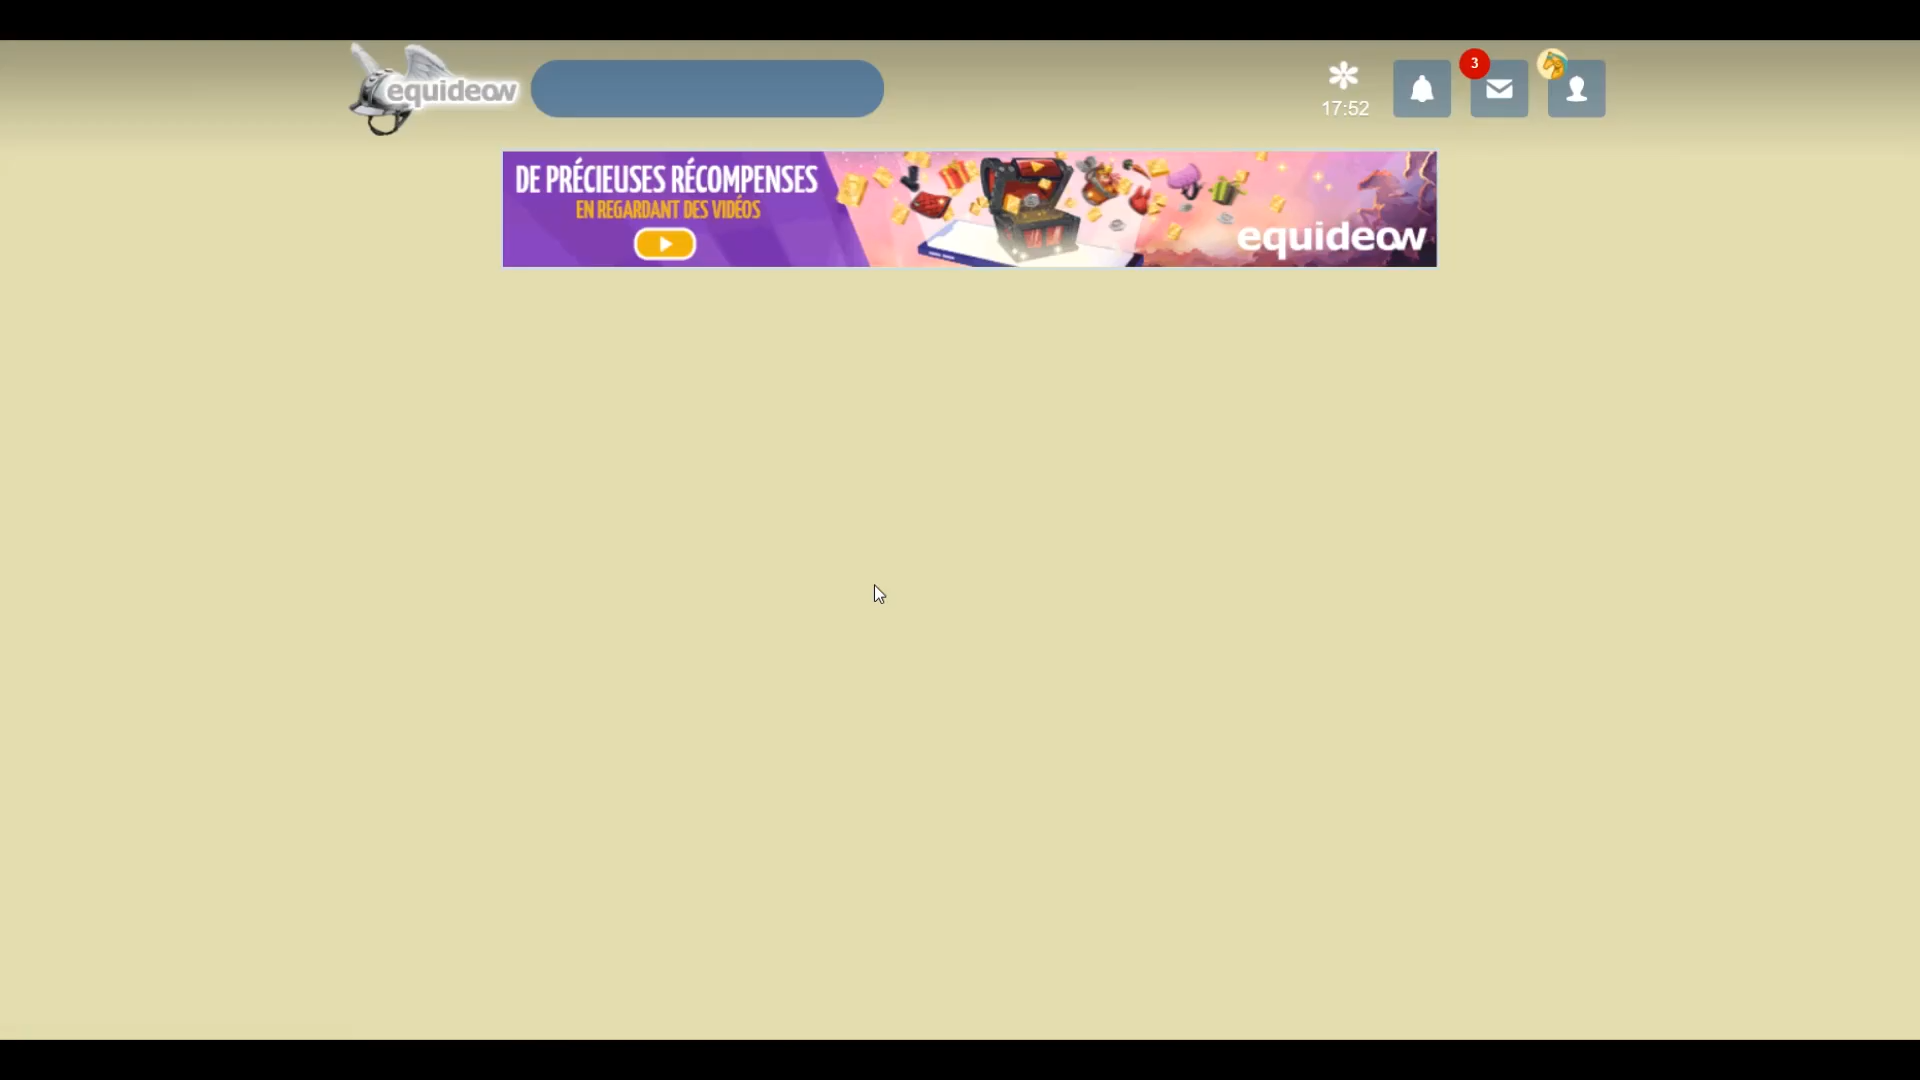 equideow
17:52
3
DE PRÉCIEUSES RÉCOMPENSES
EN REGARDANT DES VIDÉOS
equideow